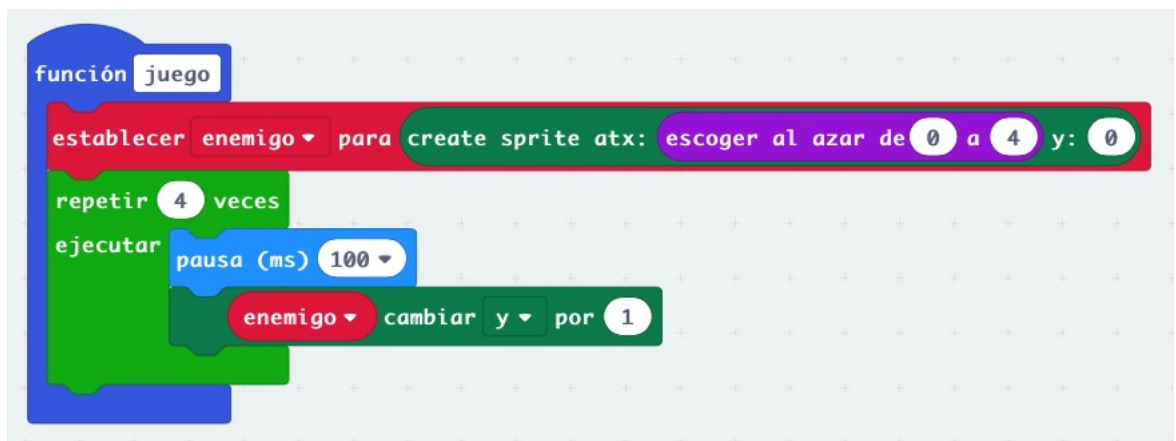 función juego
establecer enemigo para create sprite atx: escoger al azar de 0 a 4 y: 0
repetir 4 veces
ejecutar
pausa (ms) 100
enemigo cambiar y por 1